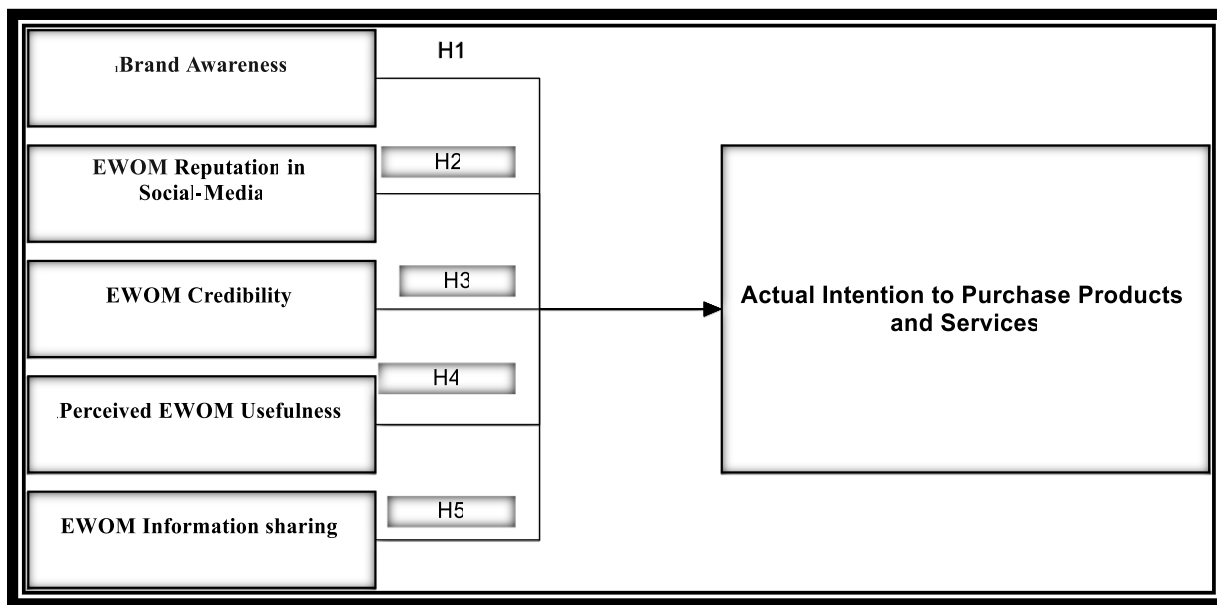 Brand Awareness
H1
EWOM Reputation in
Social-Media
H2
EWOM Credibility
H3
Perceived EWOM Usefulness
H4
EWOM Information sharing
H5
Actual Intention to Purchase Products
and Services